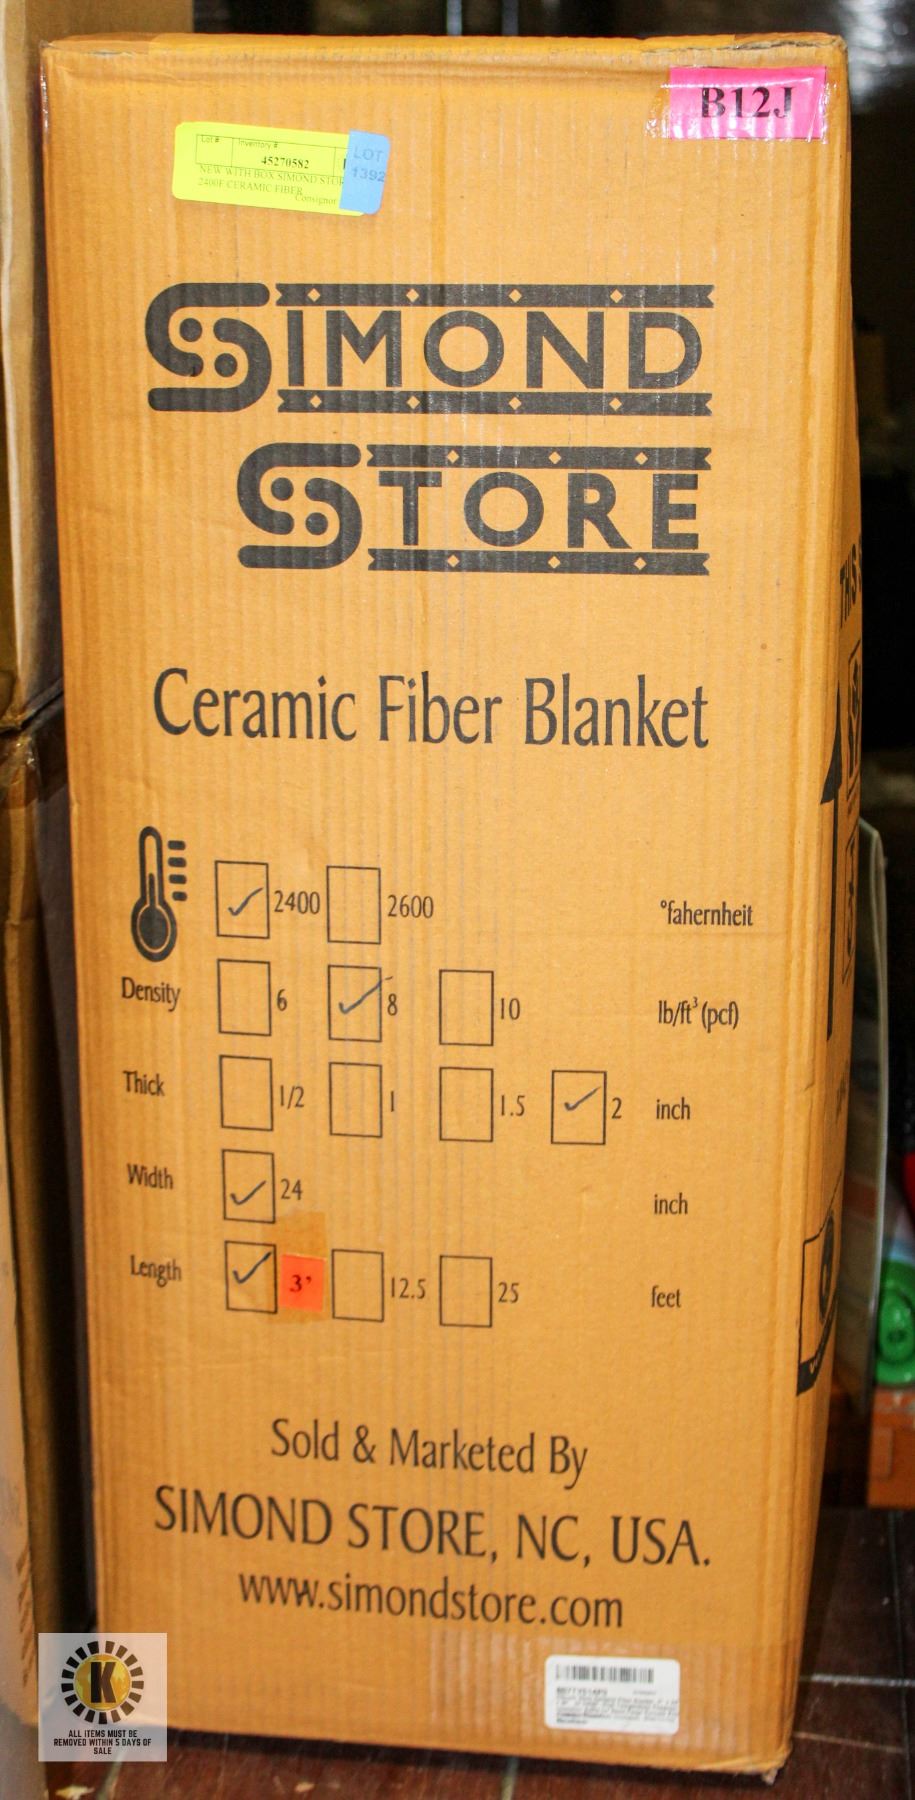 B12J
Lot # Inventory #
45270582
LOT
1392
NEW WITH BOX SIMOND STOR
2400F CERAMIC FIBER
Consignor
SIMOND
STORE
Ceramic Fiber Blanket
2400 2600 °fahernheit
Density 6 8 10 lb/ft³ (pcf)
Thick 1/2 1 1.5 2 inch
Width 24 inch
Length 3' 12.5 25 feet
Sold & Marketed By
SIMOND STORE, NC, USA.
www.simondstore.com
THIS
K
ALL ITEMS MUST BE
REMOVED WITHIN 5 DAYS OF
SALE